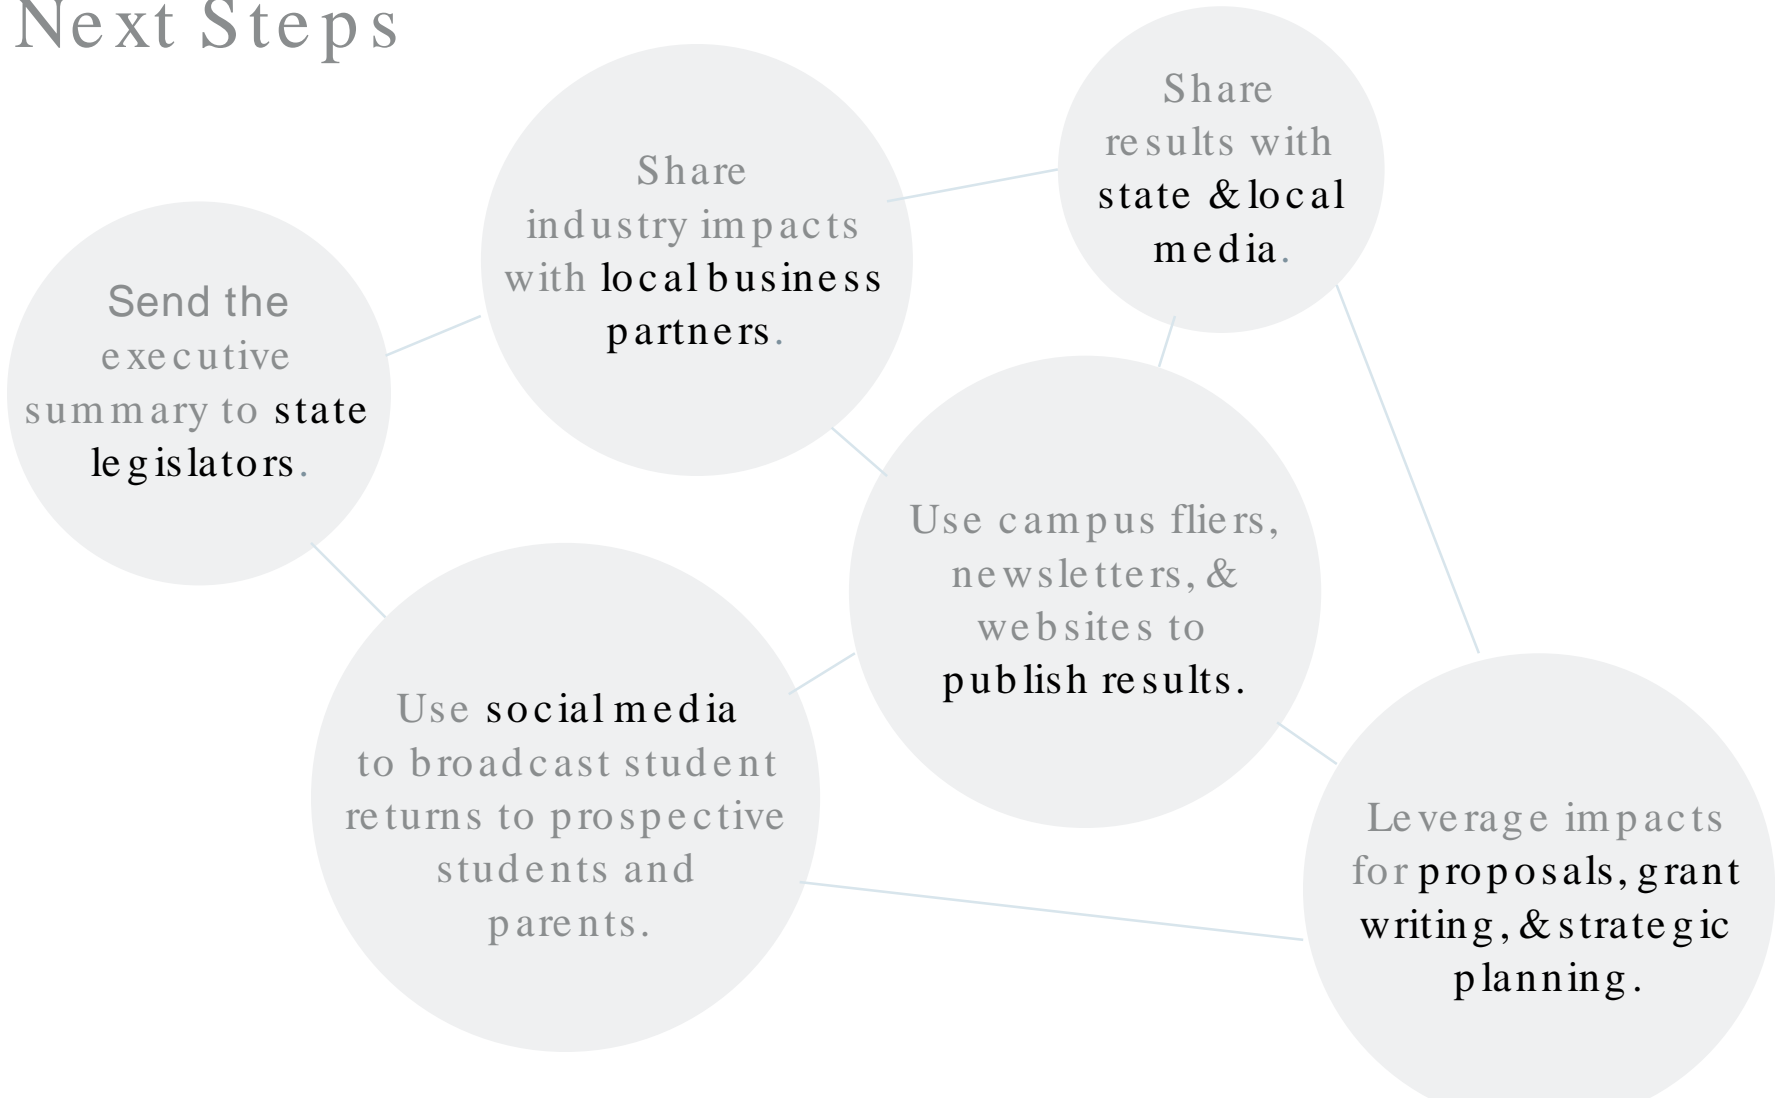 Next Steps
Send the
executive
summary to state
legislators.
Share
industry impacts
with local business
partners.
Share
results with
state & local
media.
Use campus fliers,
newsletters, &
websites to
publish results.
Use social media
to broadcast student
returns to prospective
students and
parents.
Leverage impacts
for proposals, grant
writing, & strategic
planning.